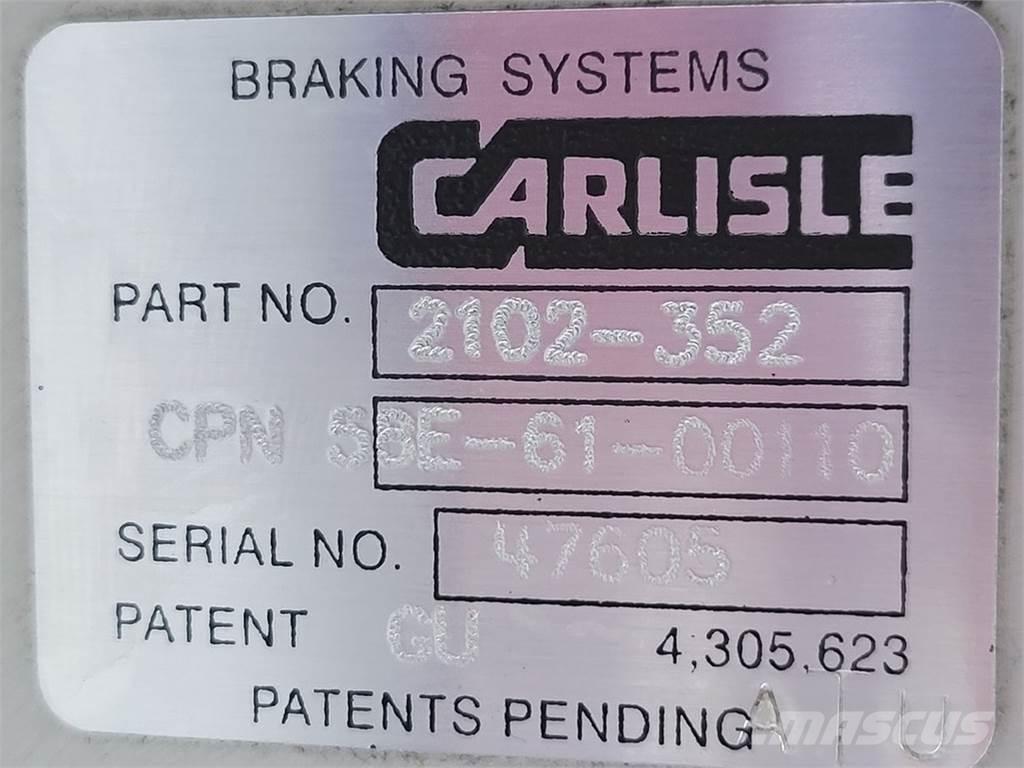 BRAKING SYSTEMS
CARLISLE
PART NO. 2102-352
CPN SBE-61-00110
SERIAL NO. 47605
PATENT GU 4,305,623
PATENTS PENDING
MASCUS